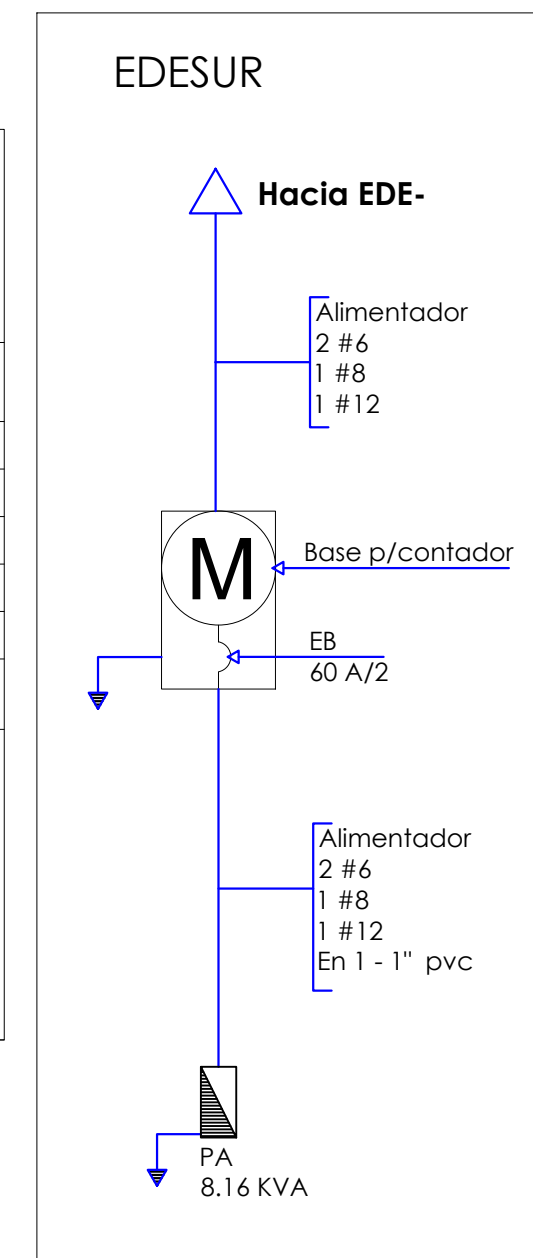 EDESUR
Hacia EDE-
Alimentador
2 #6
1 #8
1 #12
M
Base p/contador
EB
60 A/2
Alimentador
2 #6
1 #8
1 #12
En 1 - 1" pvc
PA
8.16 KVA